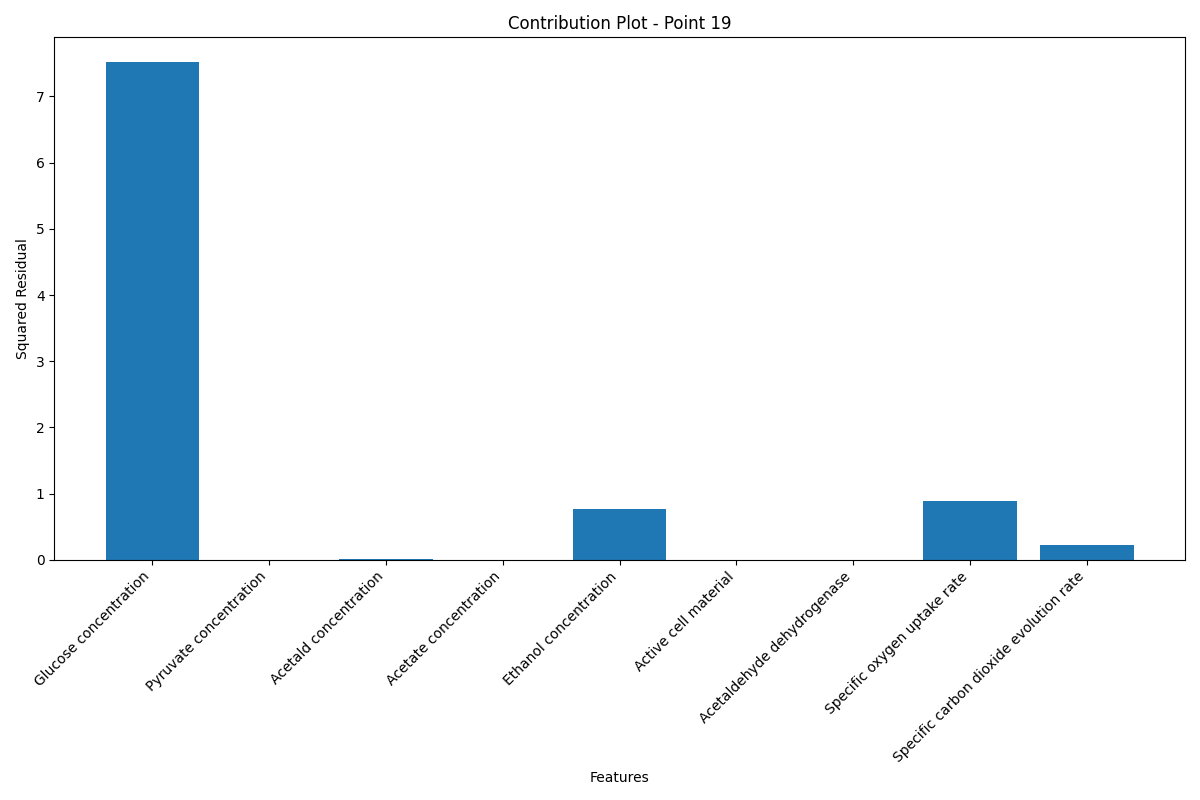 Contribution Plot - Point 19
Squared Residual
7
6
5
4
3
2
1
0
Glucose concentration
Pyruvate concentration
Acetald concentration
Acetate concentration
Ethanol concentration
Active cell material
Acetaldehyde dehydrogenase
Specific oxygen uptake rate
Specific carbon dioxide evolution rate
Features